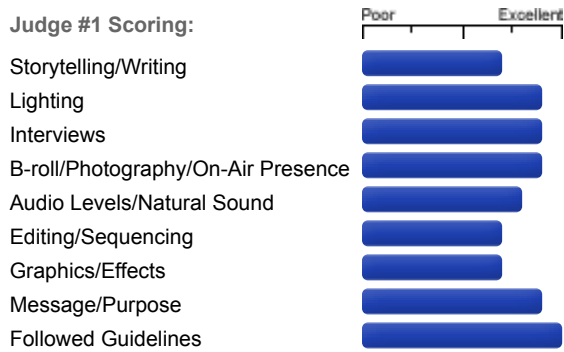 Poor Excellent
Judge #1 Scoring:
Storytelling/Writing
Lighting
Interviews
B-roll/Photography/On-Air Presence
Audio Levels/Natural Sound
Editing/Sequencing
Graphics/Effects
Message/Purpose
Followed Guidelines